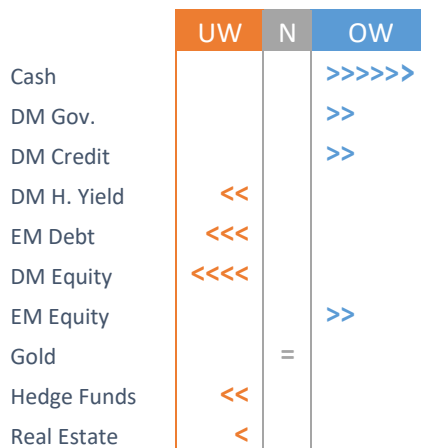 UW N OW
Cash >>>>>>
DM Gov. >>
DM Credit >>
DM H. Yield <<
EM Debt <<<
DM Equity <<<<
EM Equity >>
Gold =
Hedge Funds <<
Real Estate <